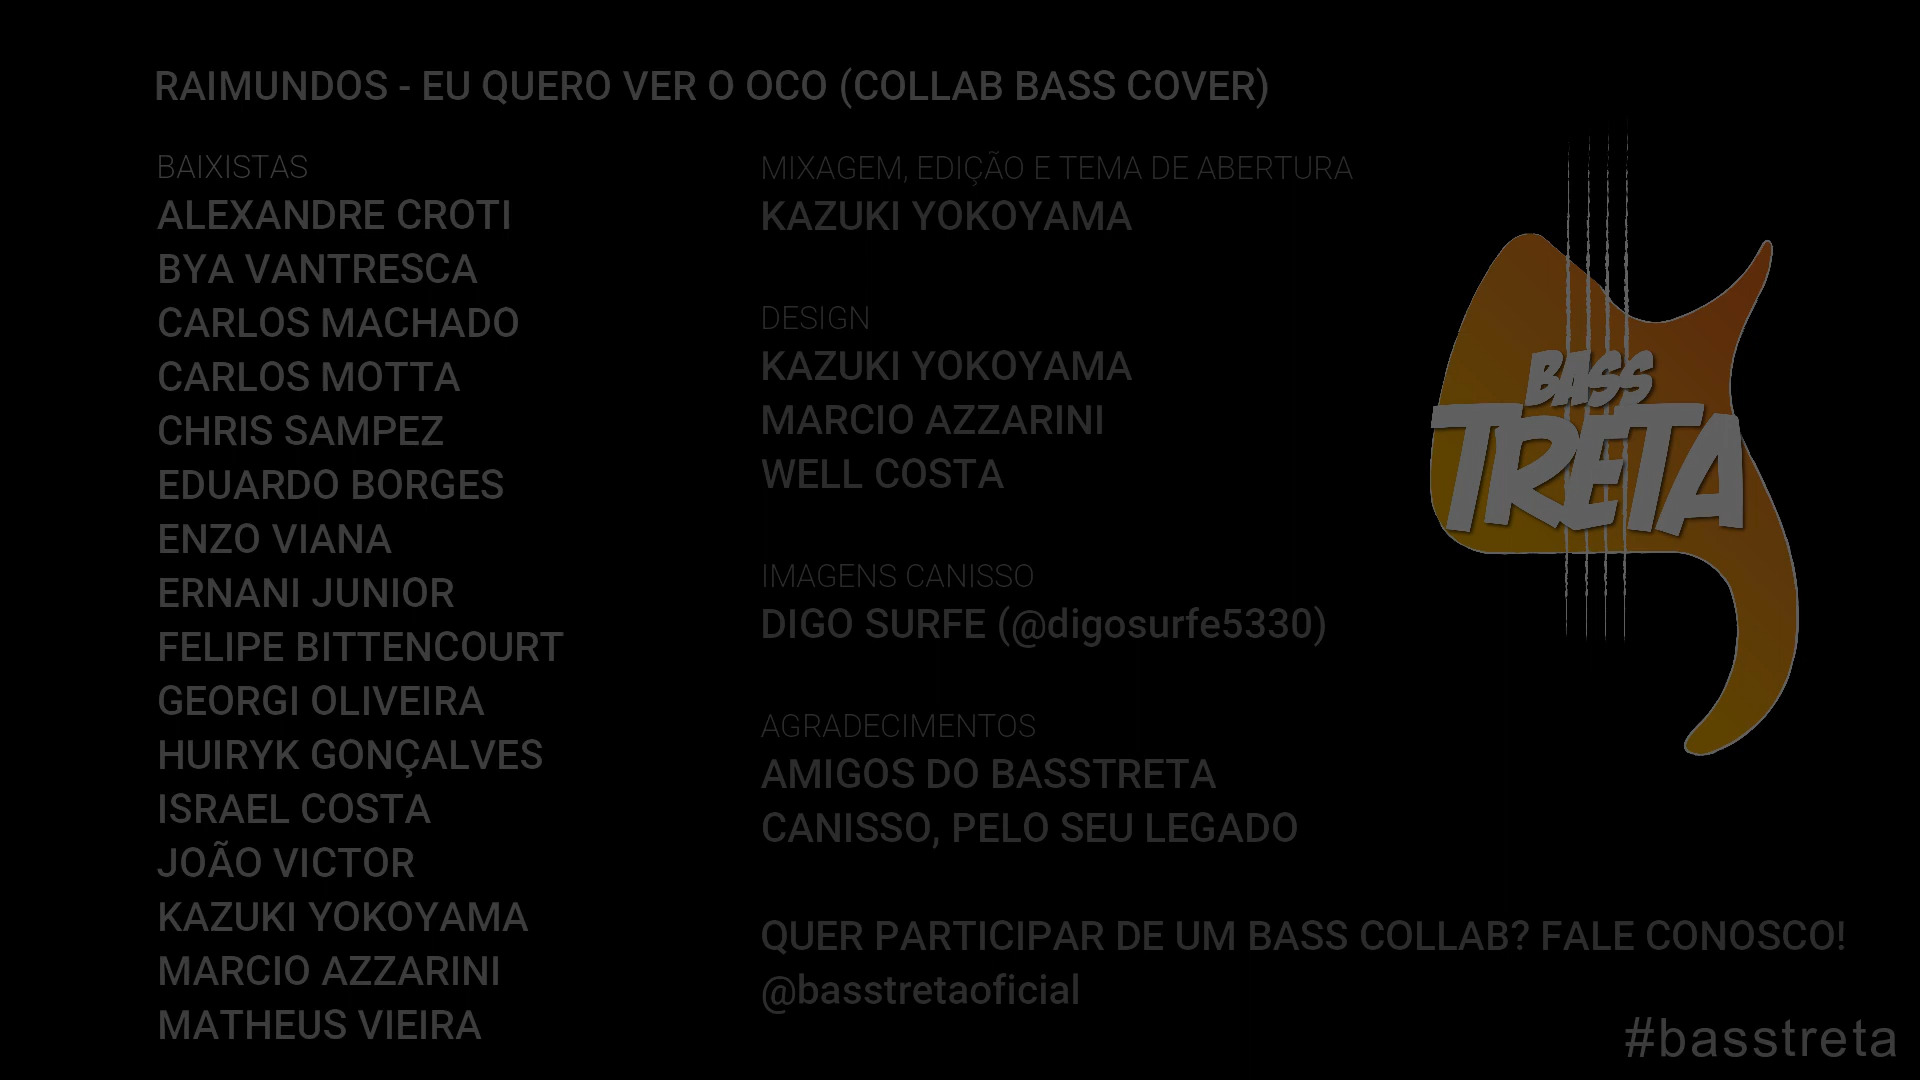 RAIMUNDOS - EU QUERO VER O OCO (COLLAB BASS COVER)
BAIXISTAS
ALEXANDRE CROTI
BYA VANTRESCA
CARLOS MACHADO
CARLOS MOTTA
CHRIS SAMPEZ
EDUARDO BORGES
ENZO VIANA
ERNANI JUNIOR
FELIPE BITTENCOURT
GEORGI OLIVEIRA
HUIRYK GONÇALVES
ISRAEL COSTA
JOÃO VICTOR
KAZUKI YOKOYAMA
MARCIO AZZARINI
MATHEUS VIEIRA
MIXAGEM, EDIÇÃO E TEMA DE ABERTURA
KAZUKI YOKOYAMA
DESIGN
KAZUKI YOKOYAMA
MARCIO AZZARINI
WELL COSTA
IMAGENS CANISSO
DIGO SURFE (@digosurfe5330)
AGRADECIMENTOS
AMIGOS DO BASSTRETA
CANISSO, PELO SEU LEGADO
QUER PARTICIPAR DE UM BASS COLLAB? FALE CONOSCO!
@basstretaoficial
BASS
TRETA
#basstreta